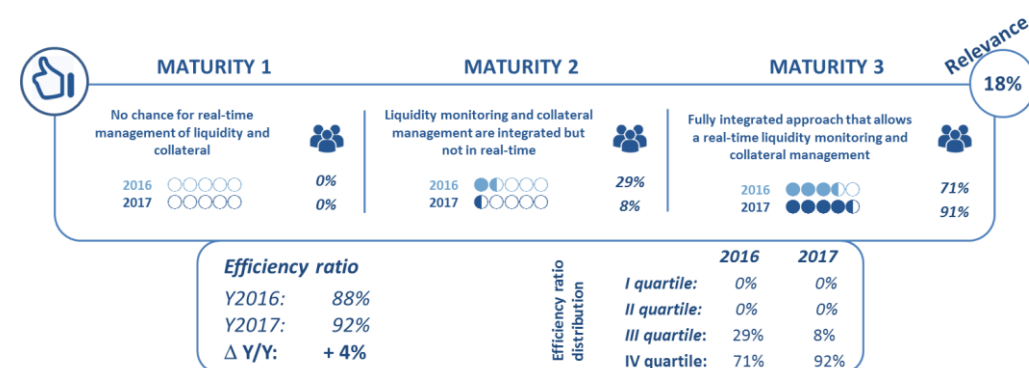 Relevance
MATURITY 1
MATURITY 2
MATURITY 3
18%
No chance for real-time
management of liquidity and
collateral
2016
0%
2017
0%
Liquidity monitoring and collateral
management are integrated but
not in real-time
2016
29%
2017
8%
Fully integrated approach that allows
a real-time liquidity monitoring and
collateral management
2016
71%
2017
91%
Efficiency ratio
Y2016: 88%
Y2017: 92%
Δ Y/Y: + 4%
Efficiency ratio
distribution
2016 2017
I quartile: 0% 0%
II quartile: 0% 0%
III quartile: 29% 8%
IV quartile: 71% 92%